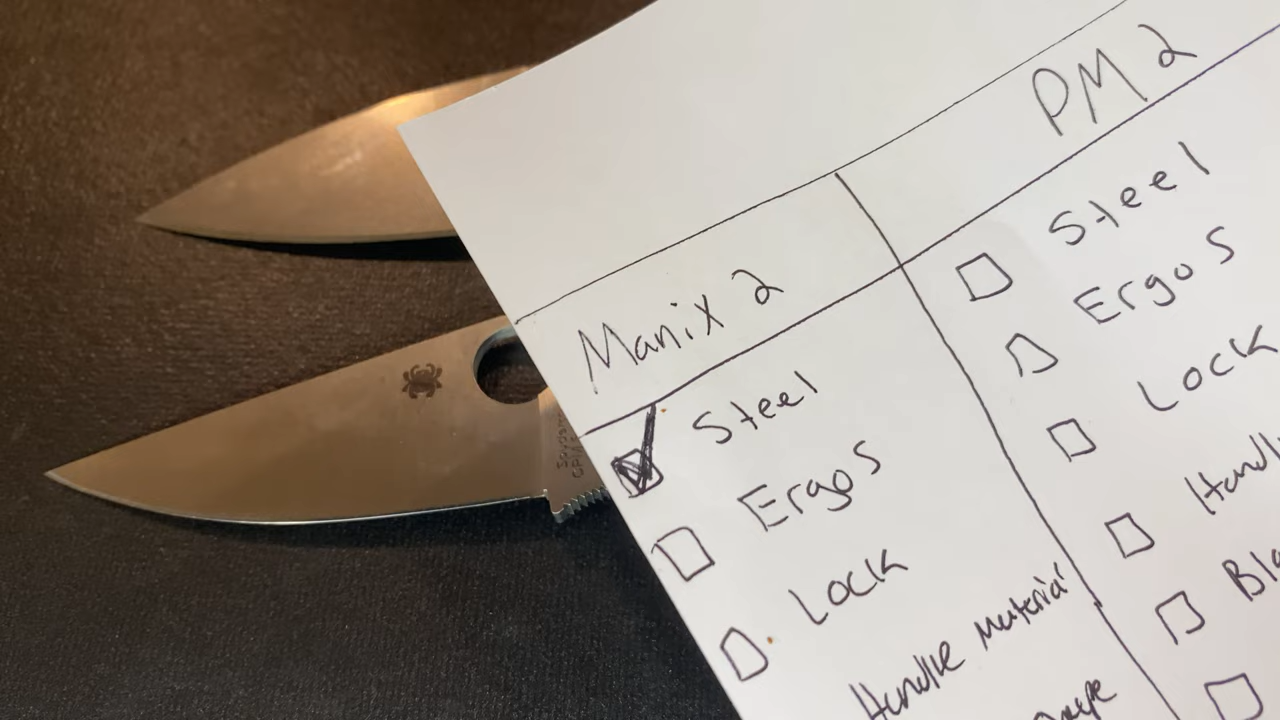 PM 2
Manix 2
Steel
Ergos
Lock
Handle Material
Steel
Ergos
Lock